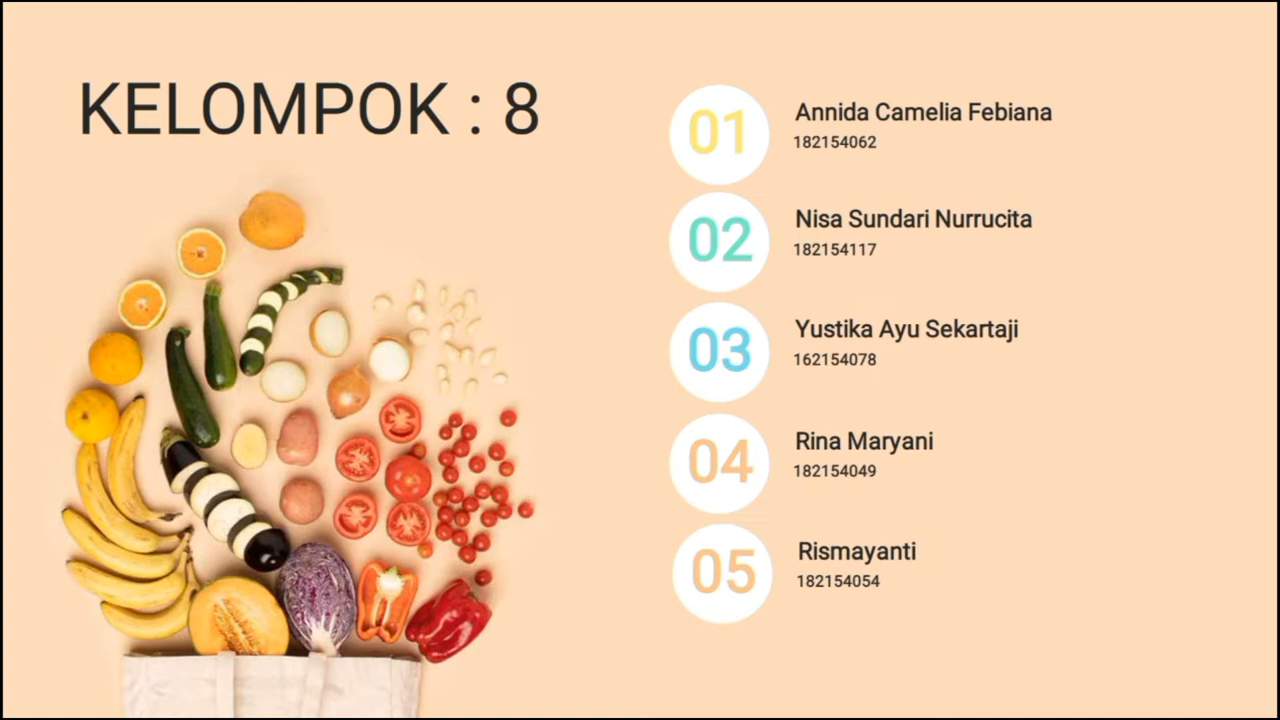 KELOMPOK : 8
01
Annida Camelia Febiana
182154062
02
Nisa Sundari Nurrucita
182154117
03
Yustika Ayu Sekartaji
162154078
04
Rina Maryani
182154049
05
Rismayanti
182154054